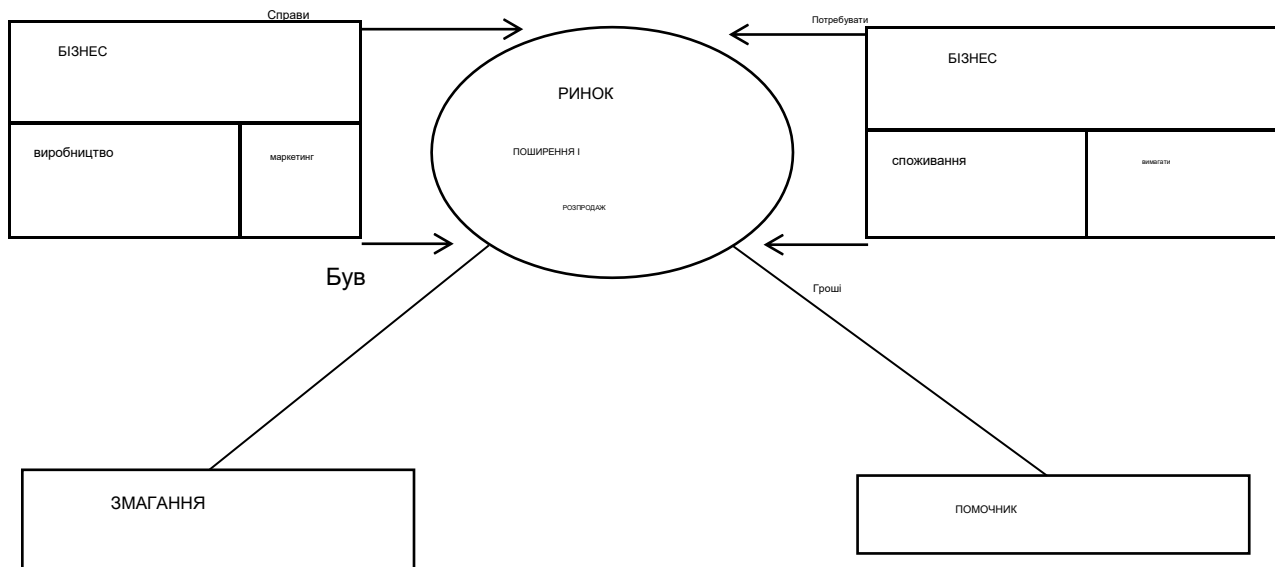 Справи
Потребувати
БІЗНЕС
БІЗНЕС
РИНОК
виробництво
маркетинг
ПОШИРЕННЯ І
споживання
вимагати
РОЗПРОДАЖ
Був
Гроші
ЗМАГАННЯ
ПОМОЧНИК